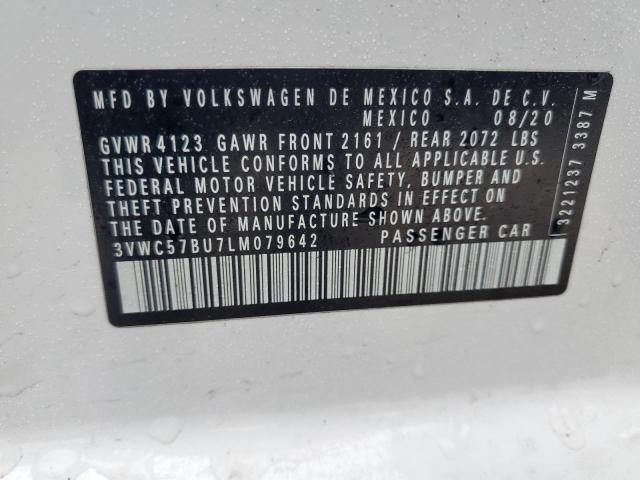 MFD BY VOLKSWAGEN DE MEXICO S.A. DE C.V.
MEXICO 08/20
GVWR 4123 GAWR FRONT 2161 / REAR 2072 LBS
THIS VEHICLE CONFORMS TO ALL APPLICABLE U.S.
FEDERAL MOTOR VEHICLE SAFETY, BUMPER AND
THEFT PREVENTION STANDARDS IN EFFECT ON
THE DATE OF MANUFACTURE SHOWN ABOVE.
3VWC57BU7LM079642 PASSENGER CAR
3221237 3387 M